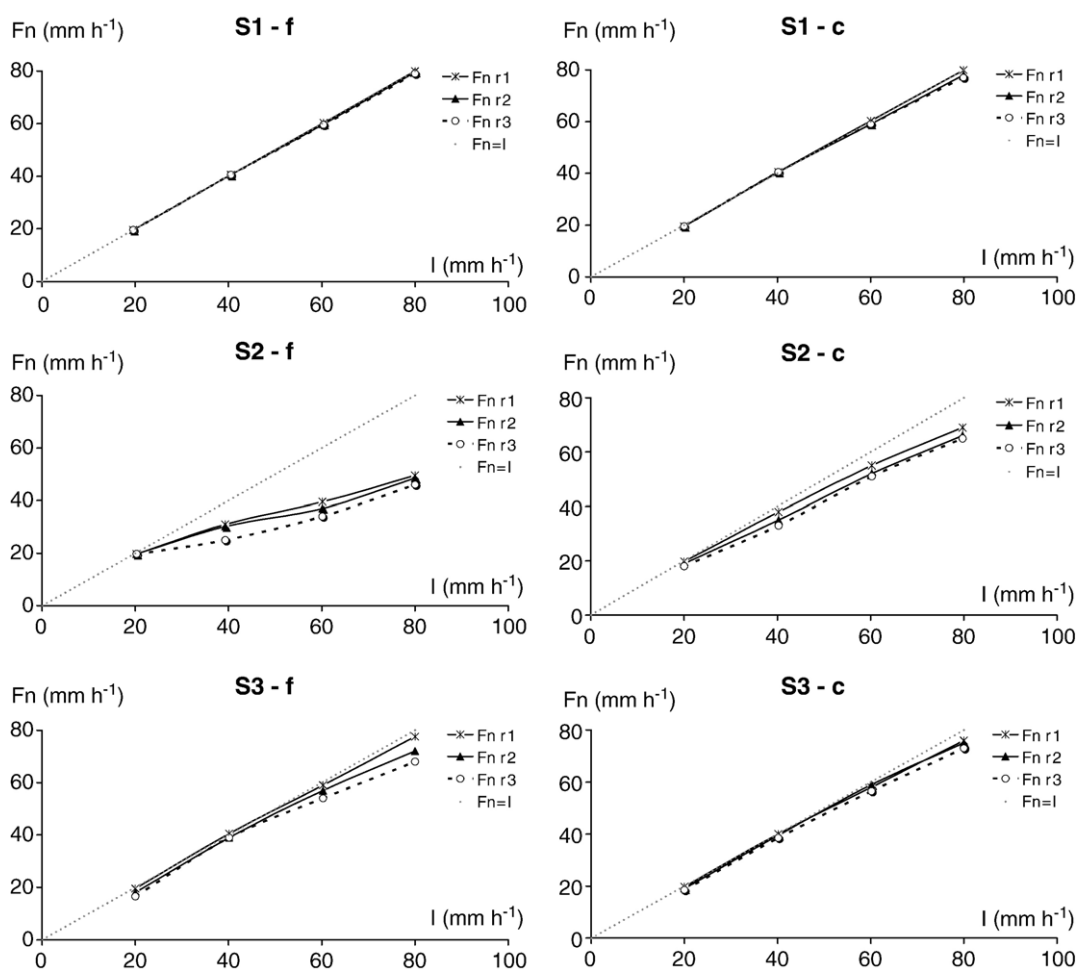 S1 - f
Fn (mm h-1)
80
60
40
20
0
0 20 40 60 80 100
I (mm h-1)
Fn r1
Fn r2
Fn r3
Fn=I
S1 - c
Fn (mm h-1)
80
60
40
20
0
0 20 40 60 80 100
I (mm h-1)
Fn r1
Fn r2
Fn r3
Fn=I
S2 - f
Fn (mm h-1)
80
60
40
20
0
0 20 40 60 80 100
I (mm h-1)
Fn r1
Fn r2
Fn r3
Fn=I
S2 - c
Fn (mm h-1)
80
60
40
20
0
0 20 40 60 80 100
I (mm h-1)
Fn r1
Fn r2
Fn r3
Fn=I
S3 - f
Fn (mm h-1)
80
60
40
20
0
0 20 40 60 80 100
I (mm h-1)
Fn r1
Fn r2
Fn r3
Fn=I
S3 - c
Fn (mm h-1)
80
60
40
20
0
0 20 40 60 80 100
I (mm h-1)
Fn r1
Fn r2
Fn r3
Fn=I